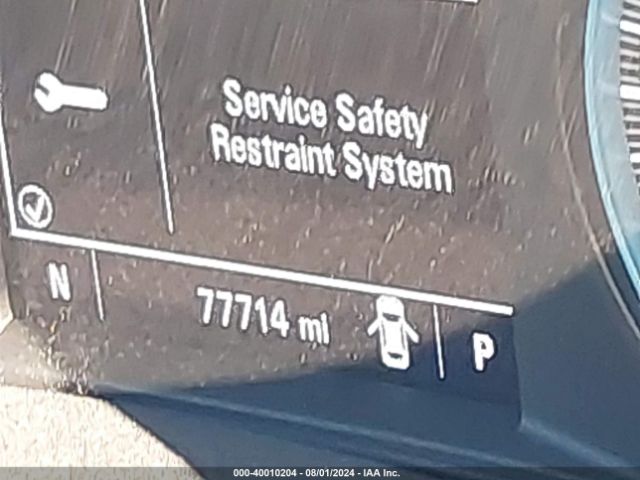 Service Safety
Restraint System
N 77714 mi P
000-40010204 - 08/01/2024 - IAA Inc.